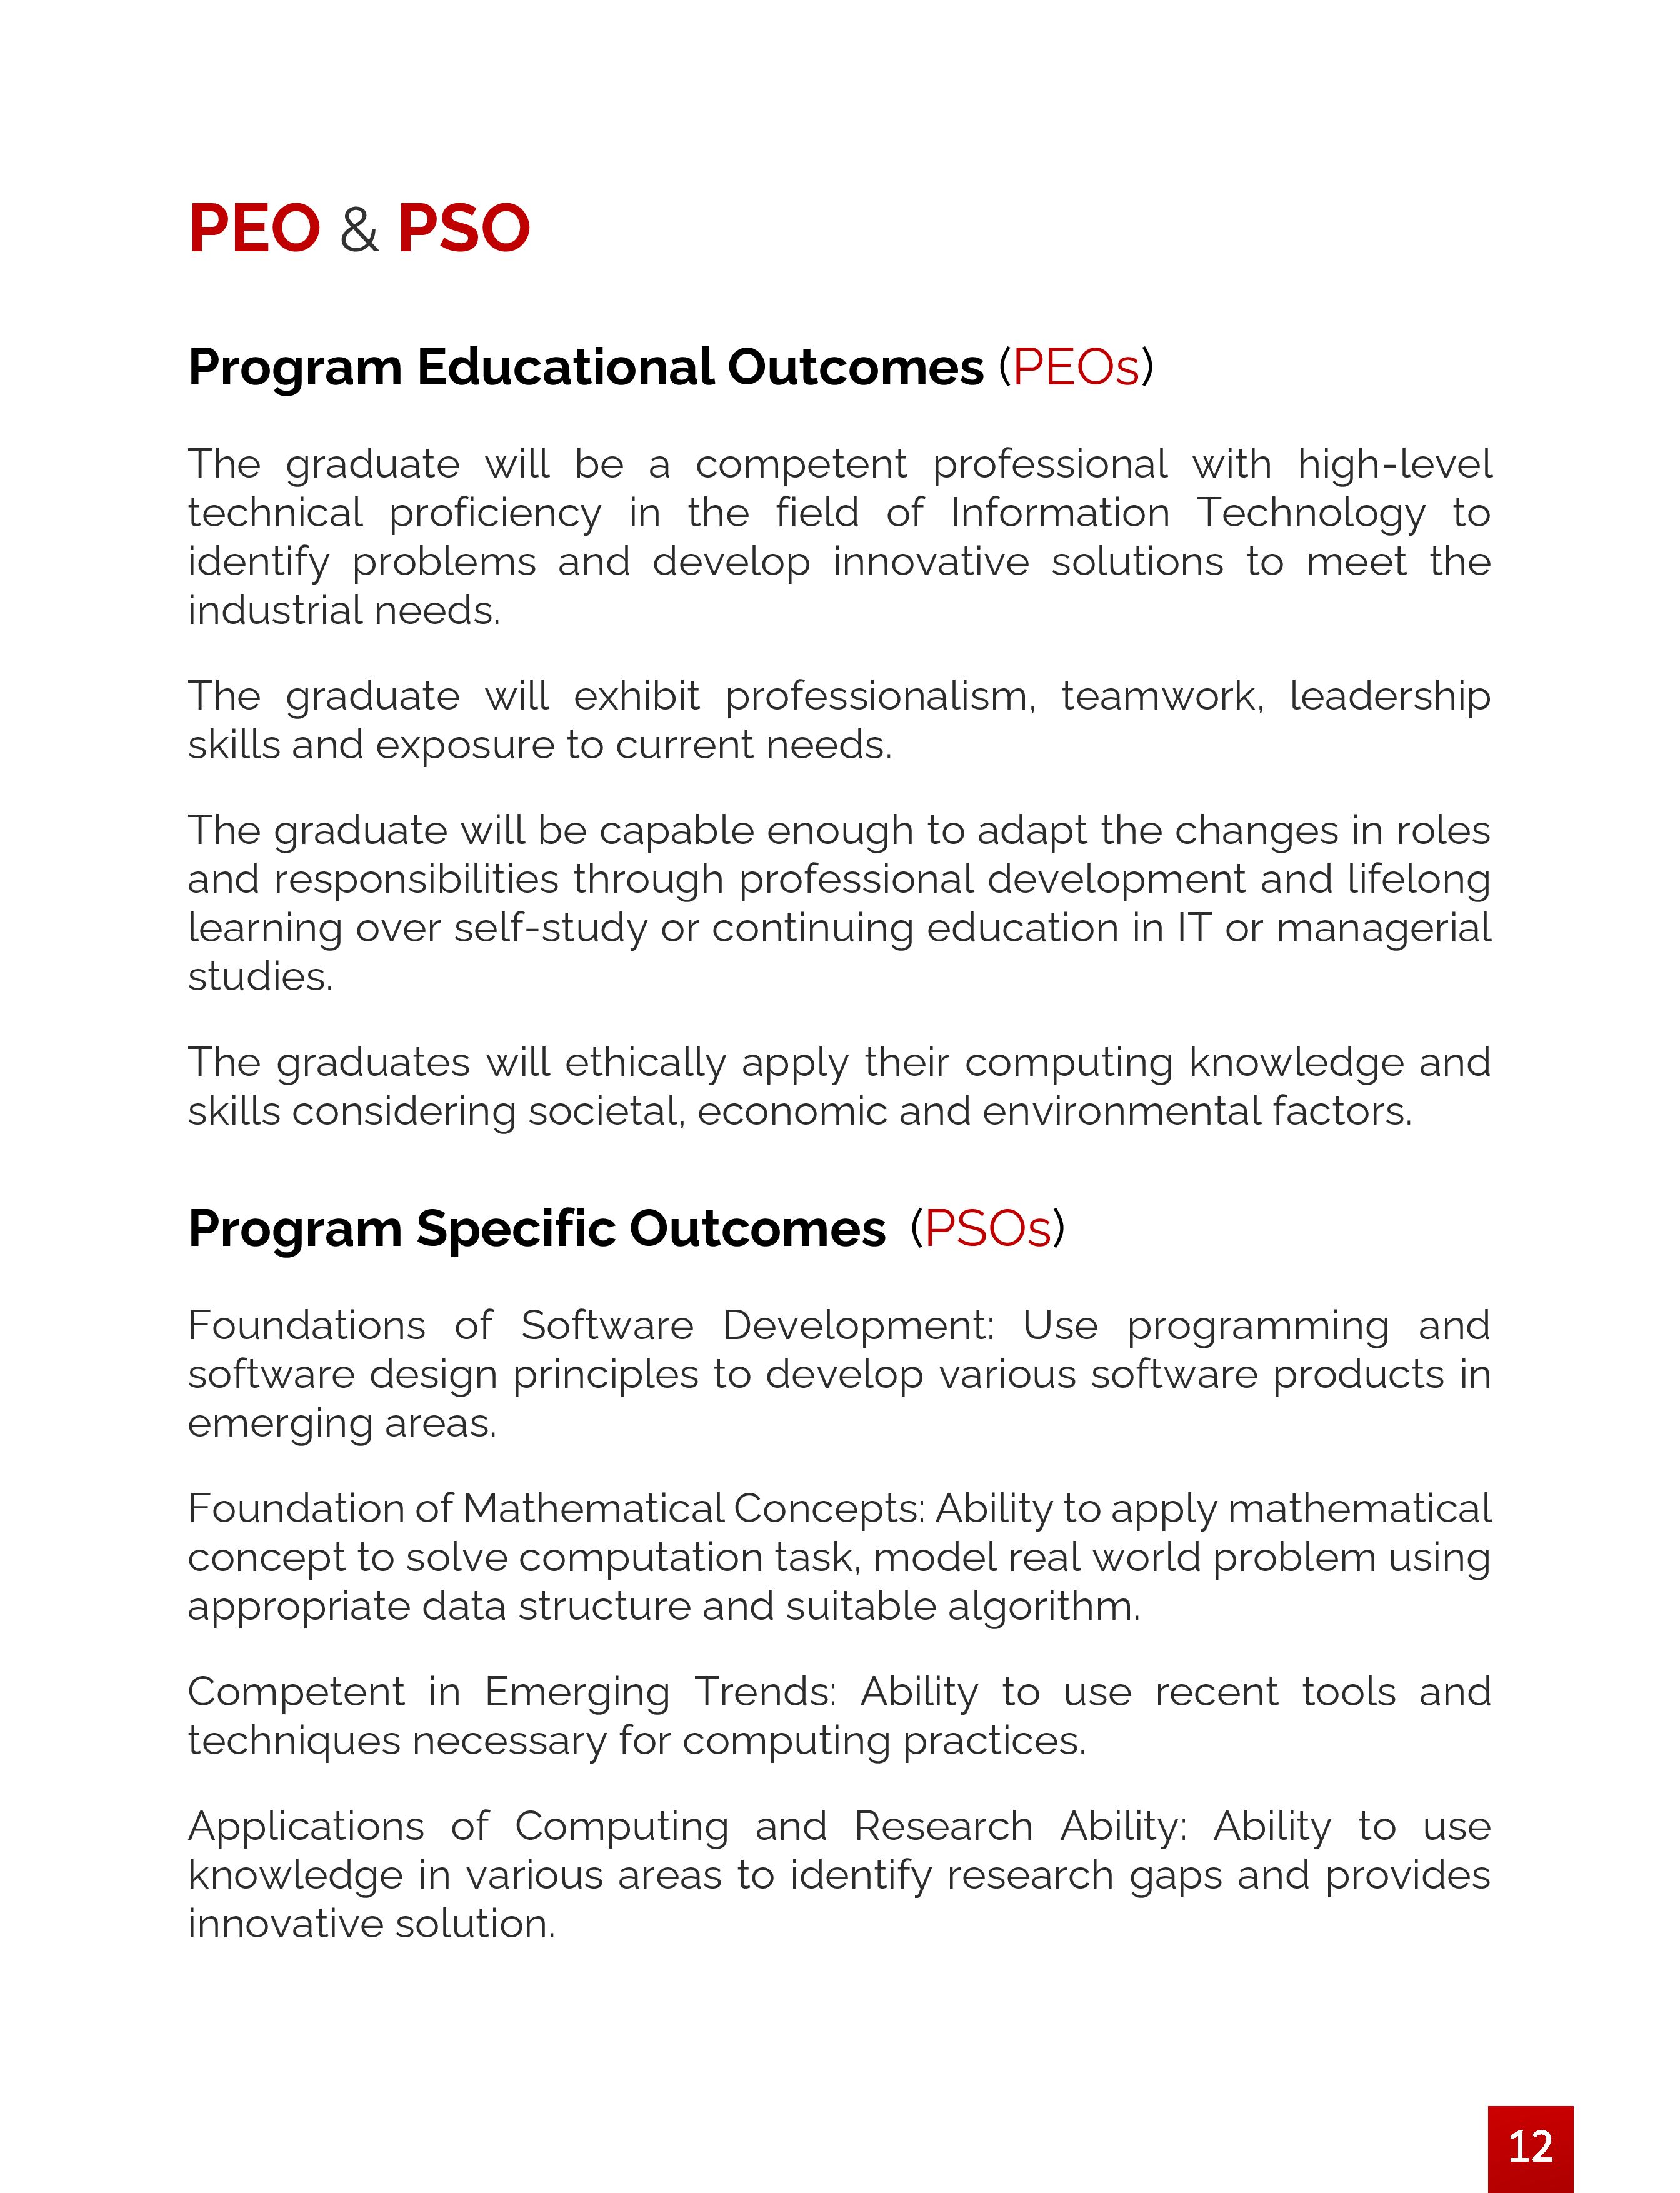 PEO & PSO
Program Educational Outcomes (PEOs)
The graduate will be a competent professional with high-level
technical proficiency in the field of Information Technology to
identify problems and develop innovative solutions to meet the
industrial needs.
The graduate will exhibit professionalism, teamwork, leadership
skills and exposure to current needs.
The graduate will be capable enough to adapt the changes in roles
and responsibilities through professional development and lifelong
learning over self-study or continuing education in IT or managerial
studies.
The graduates will ethically apply their computing knowledge and
skills considering societal, economic and environmental factors.
Program Specific Outcomes (PSOs)
Foundations of Software Development: Use programming and
software design principles to develop various software products in
emerging areas.
Foundation of Mathematical Concepts: Ability to apply mathematical
concept to solve computation task, model real world problem using
appropriate data structure and suitable algorithm.
Competent in Emerging Trends: Ability to use recent tools and
techniques necessary for computing practices.
Applications of Computing and Research Ability: Ability to use
knowledge in various areas to identify research gaps and provides
innovative solution.
12